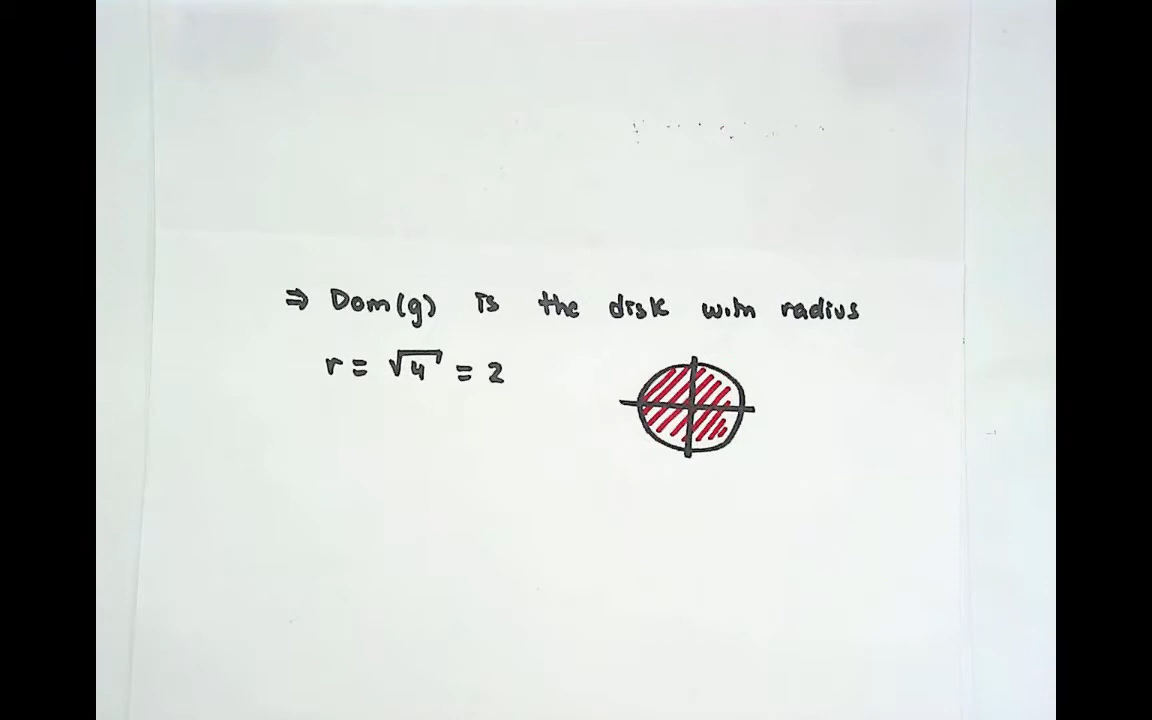 ⇒ Dom(g) is the disk with radius
r = √4 = 2